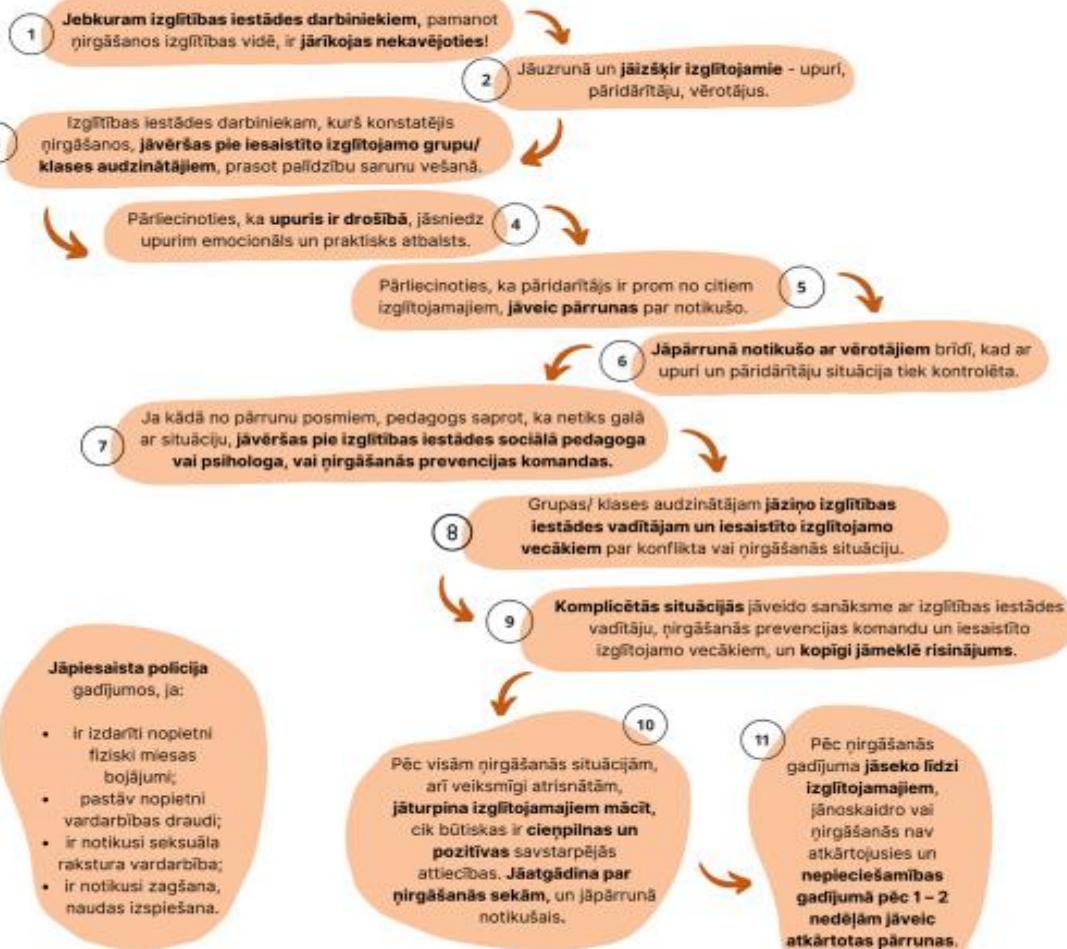 1
Jebkuram izglītības iestādes darbiniekiem, pamanot
ņirgāšanos izglītības vidē, ir jārīkojas nekavējoties!
2
Jāuzrunā un jāizšķir izglītojamie - upuri,
pāridārītāju, vērotājus.
Izglītības iestādes darbiniekam, kurš konstatējis
ņirgāšanos, jāvēršas pie iesaistīto izglītojamo grupu/
klases audzinātājiem, prasot palīdzību sarunu vešanā.
Pārliecinoties, ka upuris ir drošībā, jāsniedz
upurim emocionāls un praktisks atbalsts.
4
Pārliecinoties, ka pāridarītājs ir prom no citiem
izglītojamajiem, jāveic pārrunas par notikušo.
5
6
Jāpārrunā notikušo ar vērotājiem brīdī, kad ar
upuri un pāridārītāju situācija tiek kontrolēta.
7
Ja kādā no pārrunu posmiem, pedagogs saprot, ka netiks galā
ar situāciju, jāvēršas pie izglītības iestādes sociālā pedagoga
vai psihologa, vai ņirgāšanās prevencijas komandas.
8
Grupas/ klases audzinātājam jāziņo izglītības
iestādes vadītājam un iesaistīto izglītojamo
vecākiem par konflikta vai ņirgāšanās situāciju.
9
Komplicētās situācijās jāveido sanāksme ar izglītības iestādes
vadītāju, ņirgāšanās prevencijas komandu un iesaistīto
izglītojamo vecākiem, un kopīgi jāmeklē risinājums.
Jāpiesaista policija
gadījumos, ja:
• ir izdarīti nopietni
fiziski miesas
bojājumi;
• pastāv nopietni
vardarbības draudi;
• ir notikusi seksuāla
rakstura vardarbība;
• ir notikusi zagšana,
naudas izspiešana.
10
Pēc visām ņirgāšanās situācijām,
arī veiksmīgi atrisnātām,
jāturpina izglītojamajiem mācīt,
cik būtiskas ir cieņpilnas un
pozitīvas savstarpējās
attiecības. Jāatgādina par
ņirgāšanās sekām, un jāpārrunā
notikušais.
11
Pēc ņirgāšanās
gadījuma jāseko līdzi
izglītojamajiem,
jānoskaidro vai
ņirgāšanās nav
atkārtojusies un
nepieciešamības
gadījumā pēc 1 – 2
nedēļām jāveic
atkārtotas pārrunas.